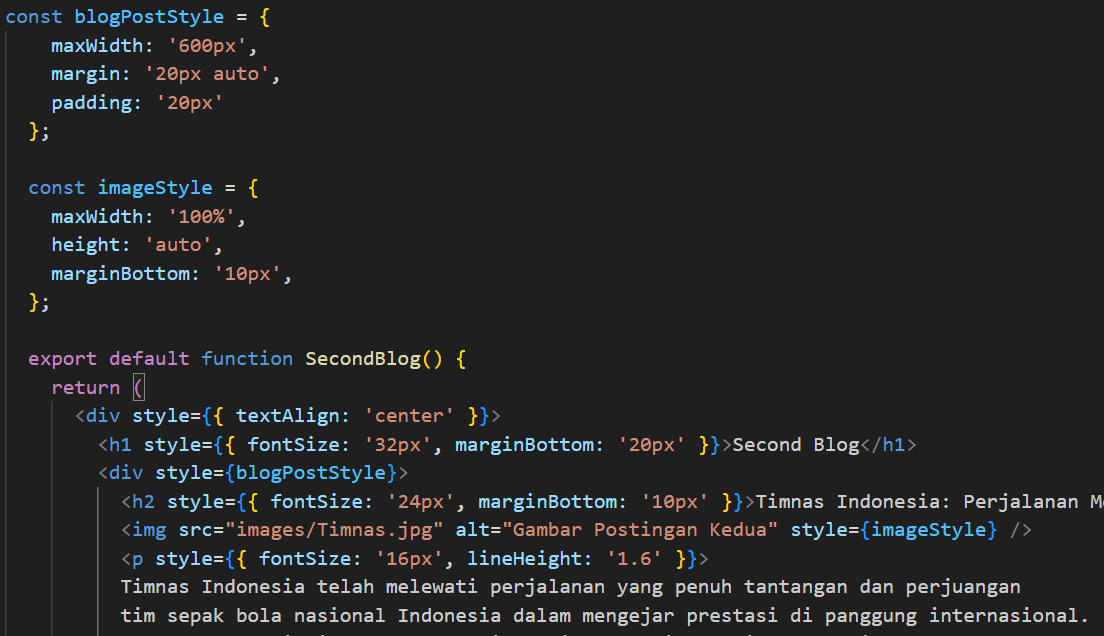 const blogPostStyle = {
maxWidth: '600px',
margin: '20px auto',
padding: '20px'
};
const imageStyle = {
maxWidth: '100%',
height: 'auto',
marginBottom: '10px',
};
export default function SecondBlog() {
return (
<div style={{ textAlign: 'center' }}>
<h1 style={{ fontSize: '32px', marginBottom: '20px' }}>Second Blog</h1>
<div style={blogPostStyle}>
<h2 style={{ fontSize: '24px', marginBottom: '10px' }}>Timnas Indonesia: Perjalanan
<img src="images/Timnas.jpg" alt="Gambar Postingan Kedua" style={imageStyle} />
<p style={{ fontSize: '16px', lineHeight: '1.6' }}>
Timnas Indonesia telah melewati perjalanan yang penuh tantangan dan perjuangan
tim sepak bola nasional Indonesia dalam mengejar prestasi di panggung internasional.